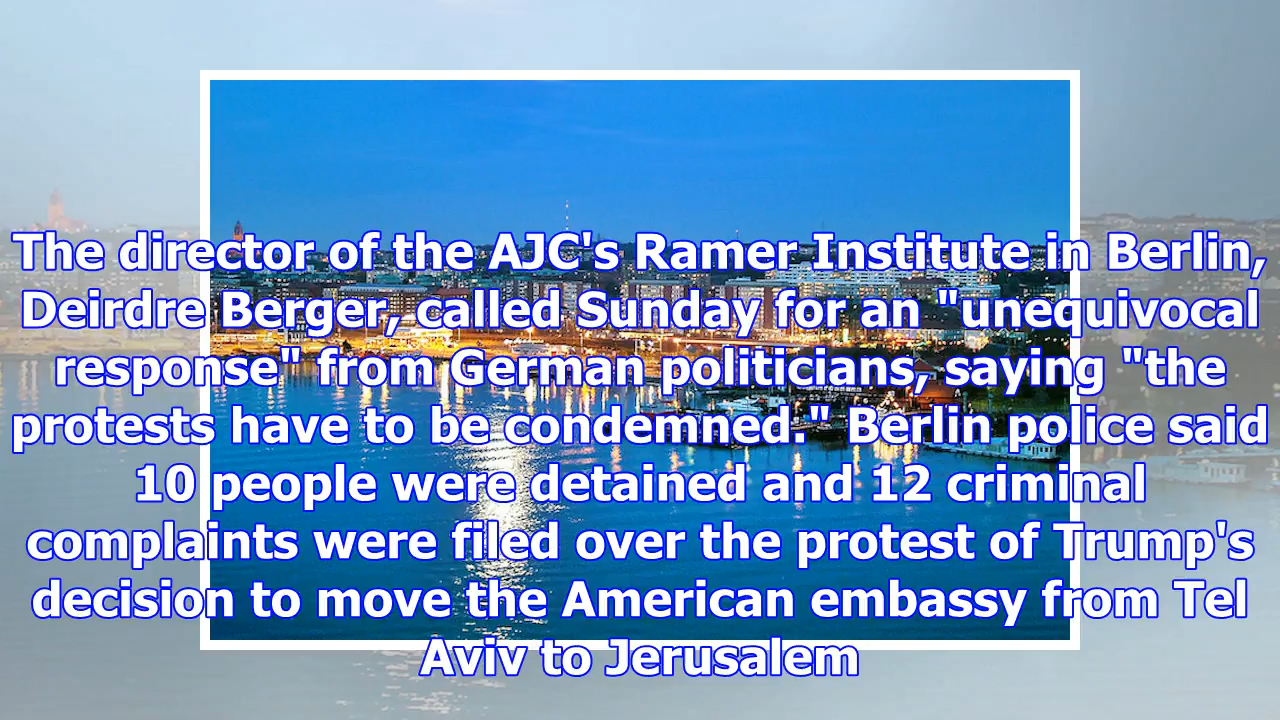 The director of the AJC's Ramer Institute in Berlin,
Deirdre Berger, called Sunday for an "unequivocal
response" from German politicians, saying "the
protests have to be condemned." Berlin police said
10 people were detained and 12 criminal
complaints were filed over the protest of Trump's
decision to move the American embassy from Tel
Aviv to Jerusalem